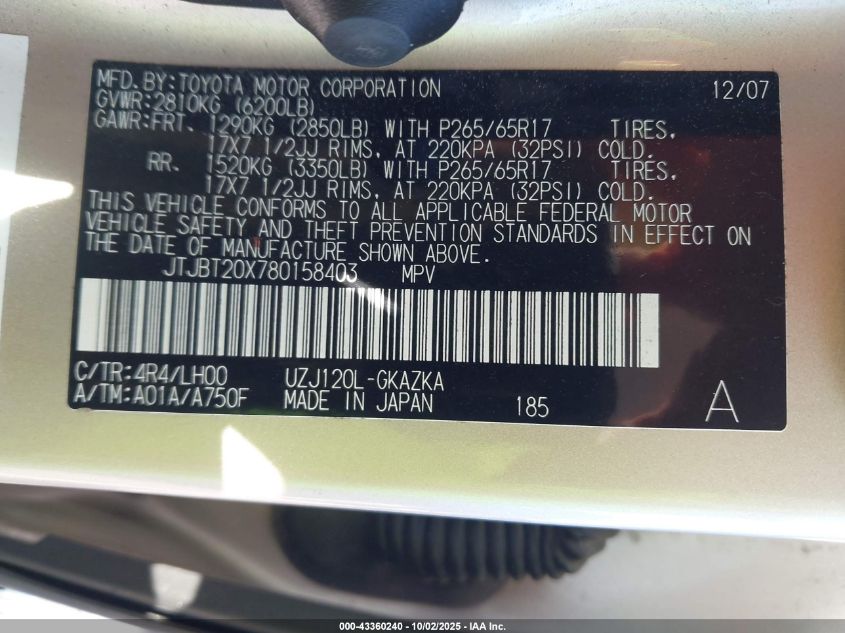 MFD. BY: TOYOTA MOTOR CORPORATION 12/07
GVWR: 2810KG (6200LB)
GAWR: FRT. 1290KG (2850LB) WITH P265/65R17 TIRES,
17X7 1/2JJ RIMS, AT 220KPA (32PSI) COLD.
RR. 1520KG (3350LB) WITH P265/65R17 TIRES,
17X7 1/2JJ RIMS, AT 220KPA (32PSI) COLD.
THIS VEHICLE CONFORMS TO ALL APPLICABLE FEDERAL MOTOR
VEHICLE SAFETY AND THEFT PREVENTION STANDARDS IN EFFECT ON
THE DATE OF MANUFACTURE SHOWN ABOVE.
JTJBT20X780158403 MPV
C/TR: 4R4/LH00 UZJ120L-GKAZKA
A/TM: A01A/A750F MADE IN JAPAN 185 A
000-43360240 - 10/02/2025 - IAA Inc.